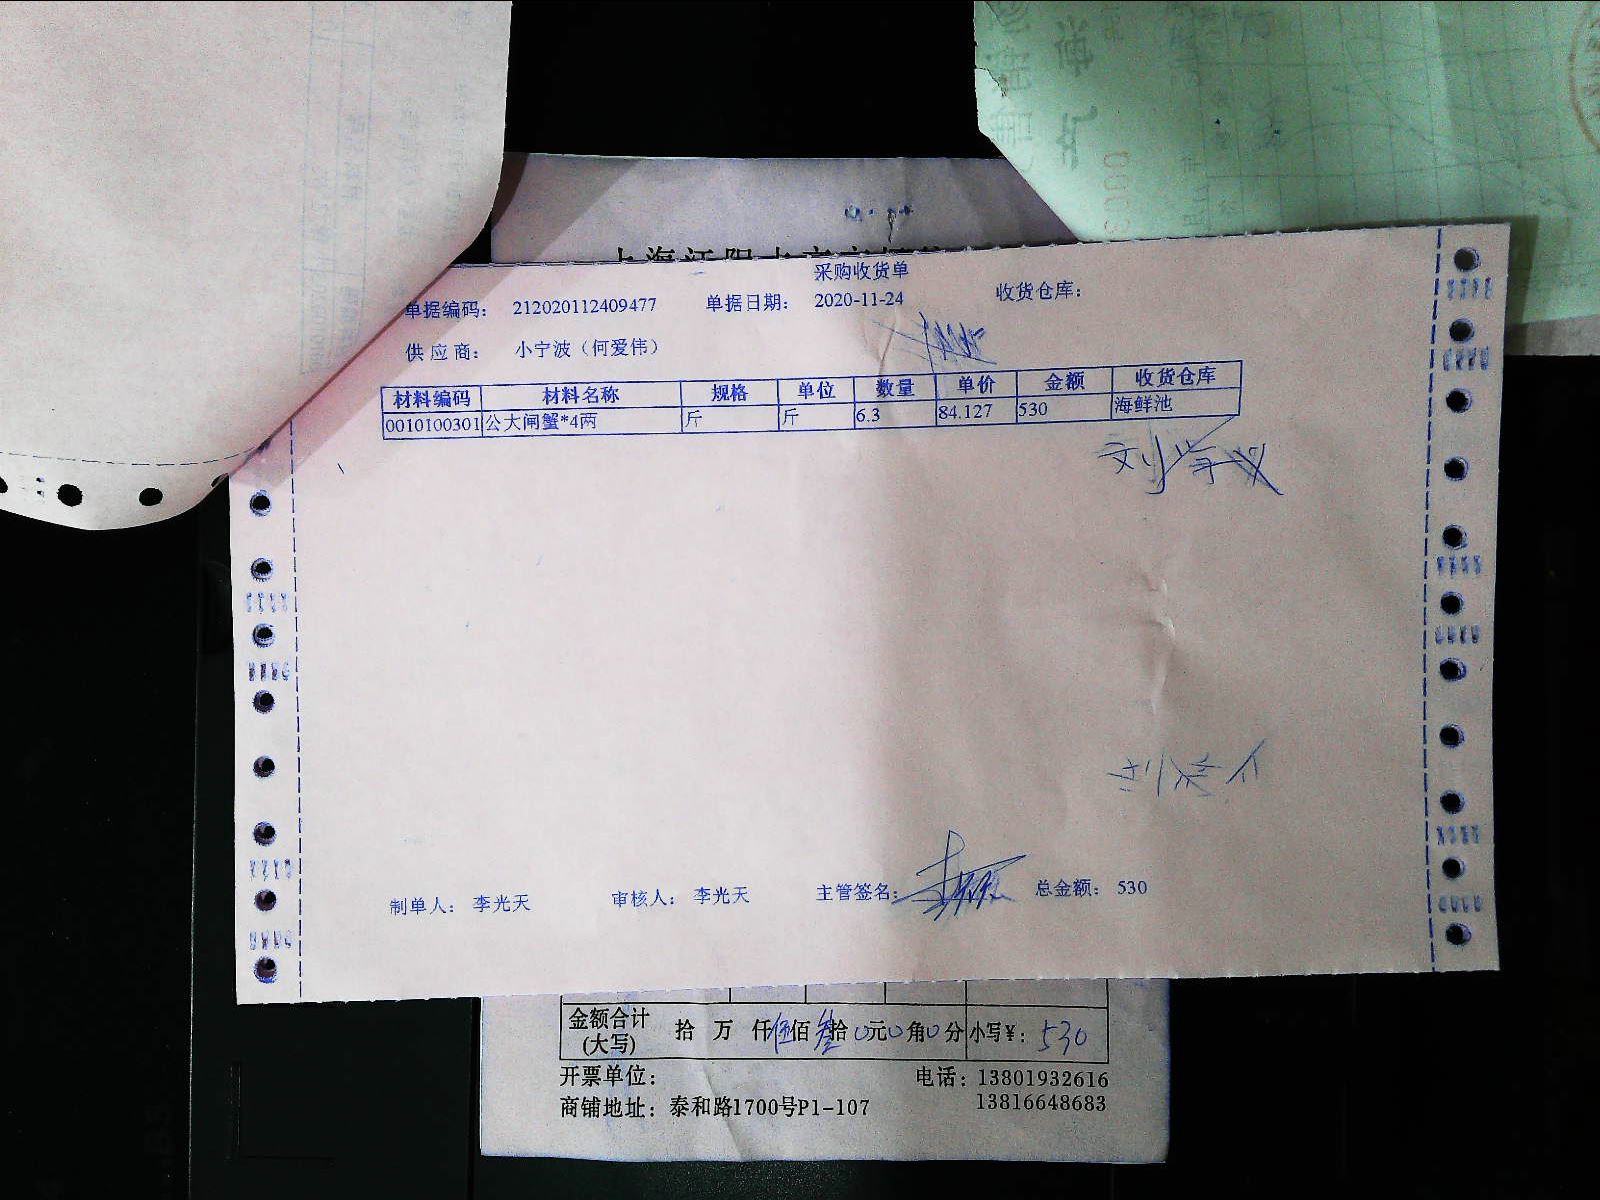 采购收货单
单据编码： 212020112409477 单据日期： 2020-11-24 收货仓库：
供 应 商： 小宁波（何爱伟）
材料编码 材料名称 规格 单位 数量 单价 金额 收货仓库
0010100301 公大闸蟹*4两 斤 斤 6.3 84.127 530 海鲜池
制单人： 李光天 审核人： 李光天 主管签名： 总金额： 530
金额合计 (大写) 拾 万 仟 伍佰 叁拾 0元 0角 0分 小写¥： 530
开票单位： 电话：13801932616
商铺地址：泰和路1700号P1-107 13816648683